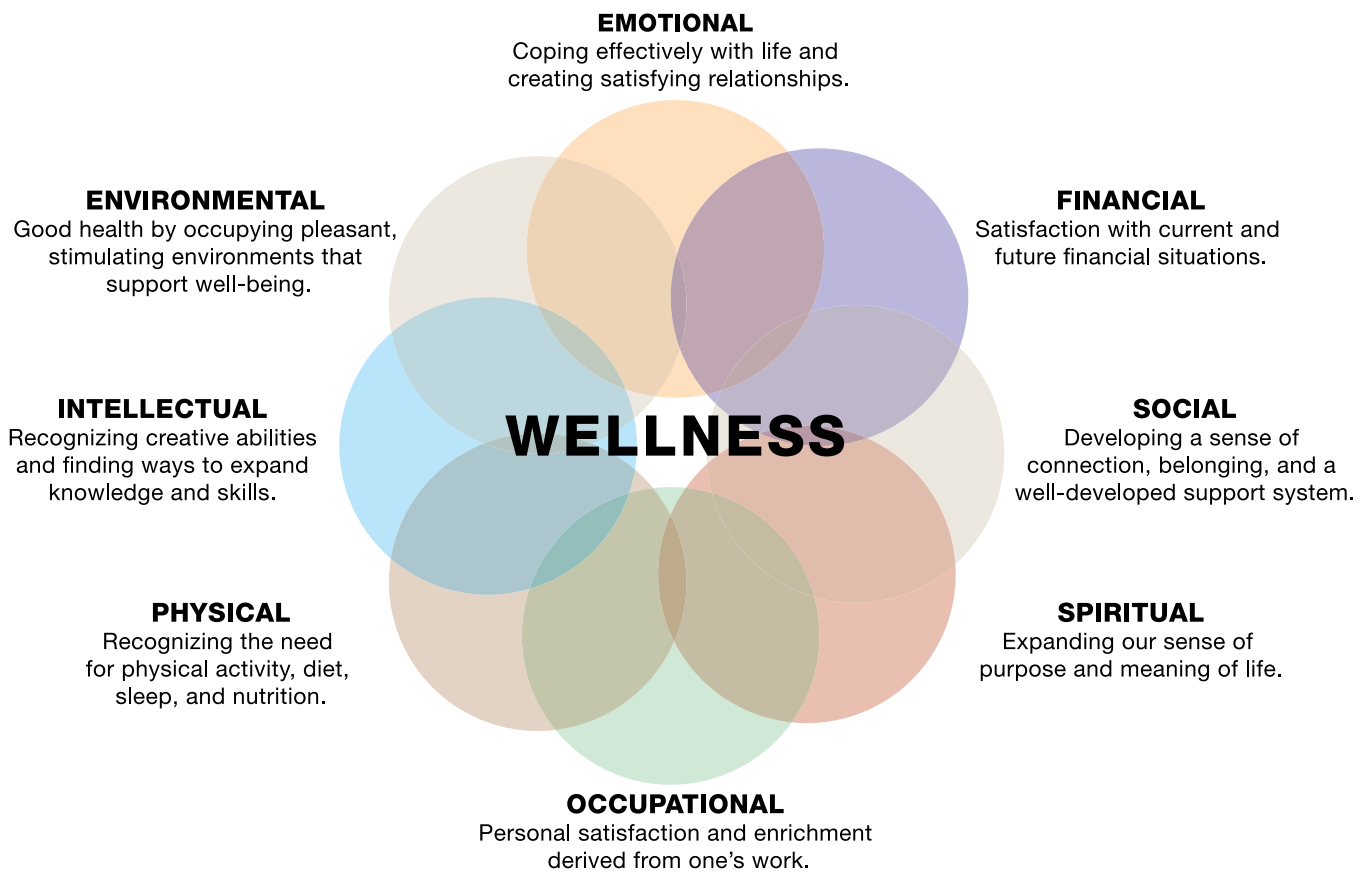 EMOTIONAL
Coping effectively with life and
creating satisfying relationships.
FINANCIAL
Satisfaction with current and
future financial situations.
SOCIAL
Developing a sense of
connection, belonging, and a
well-developed support system.
SPIRITUAL
Expanding our sense of
purpose and meaning of life.
OCCUPATIONAL
Personal satisfaction and enrichment
derived from one’s work.
PHYSICAL
Recognizing the need
for physical activity, diet,
sleep, and nutrition.
INTELLECTUAL
Recognizing creative abilities
and finding ways to expand
knowledge and skills.
ENVIRONMENTAL
Good health by occupying pleasant,
stimulating environments that
support well-being.
WELLNESS